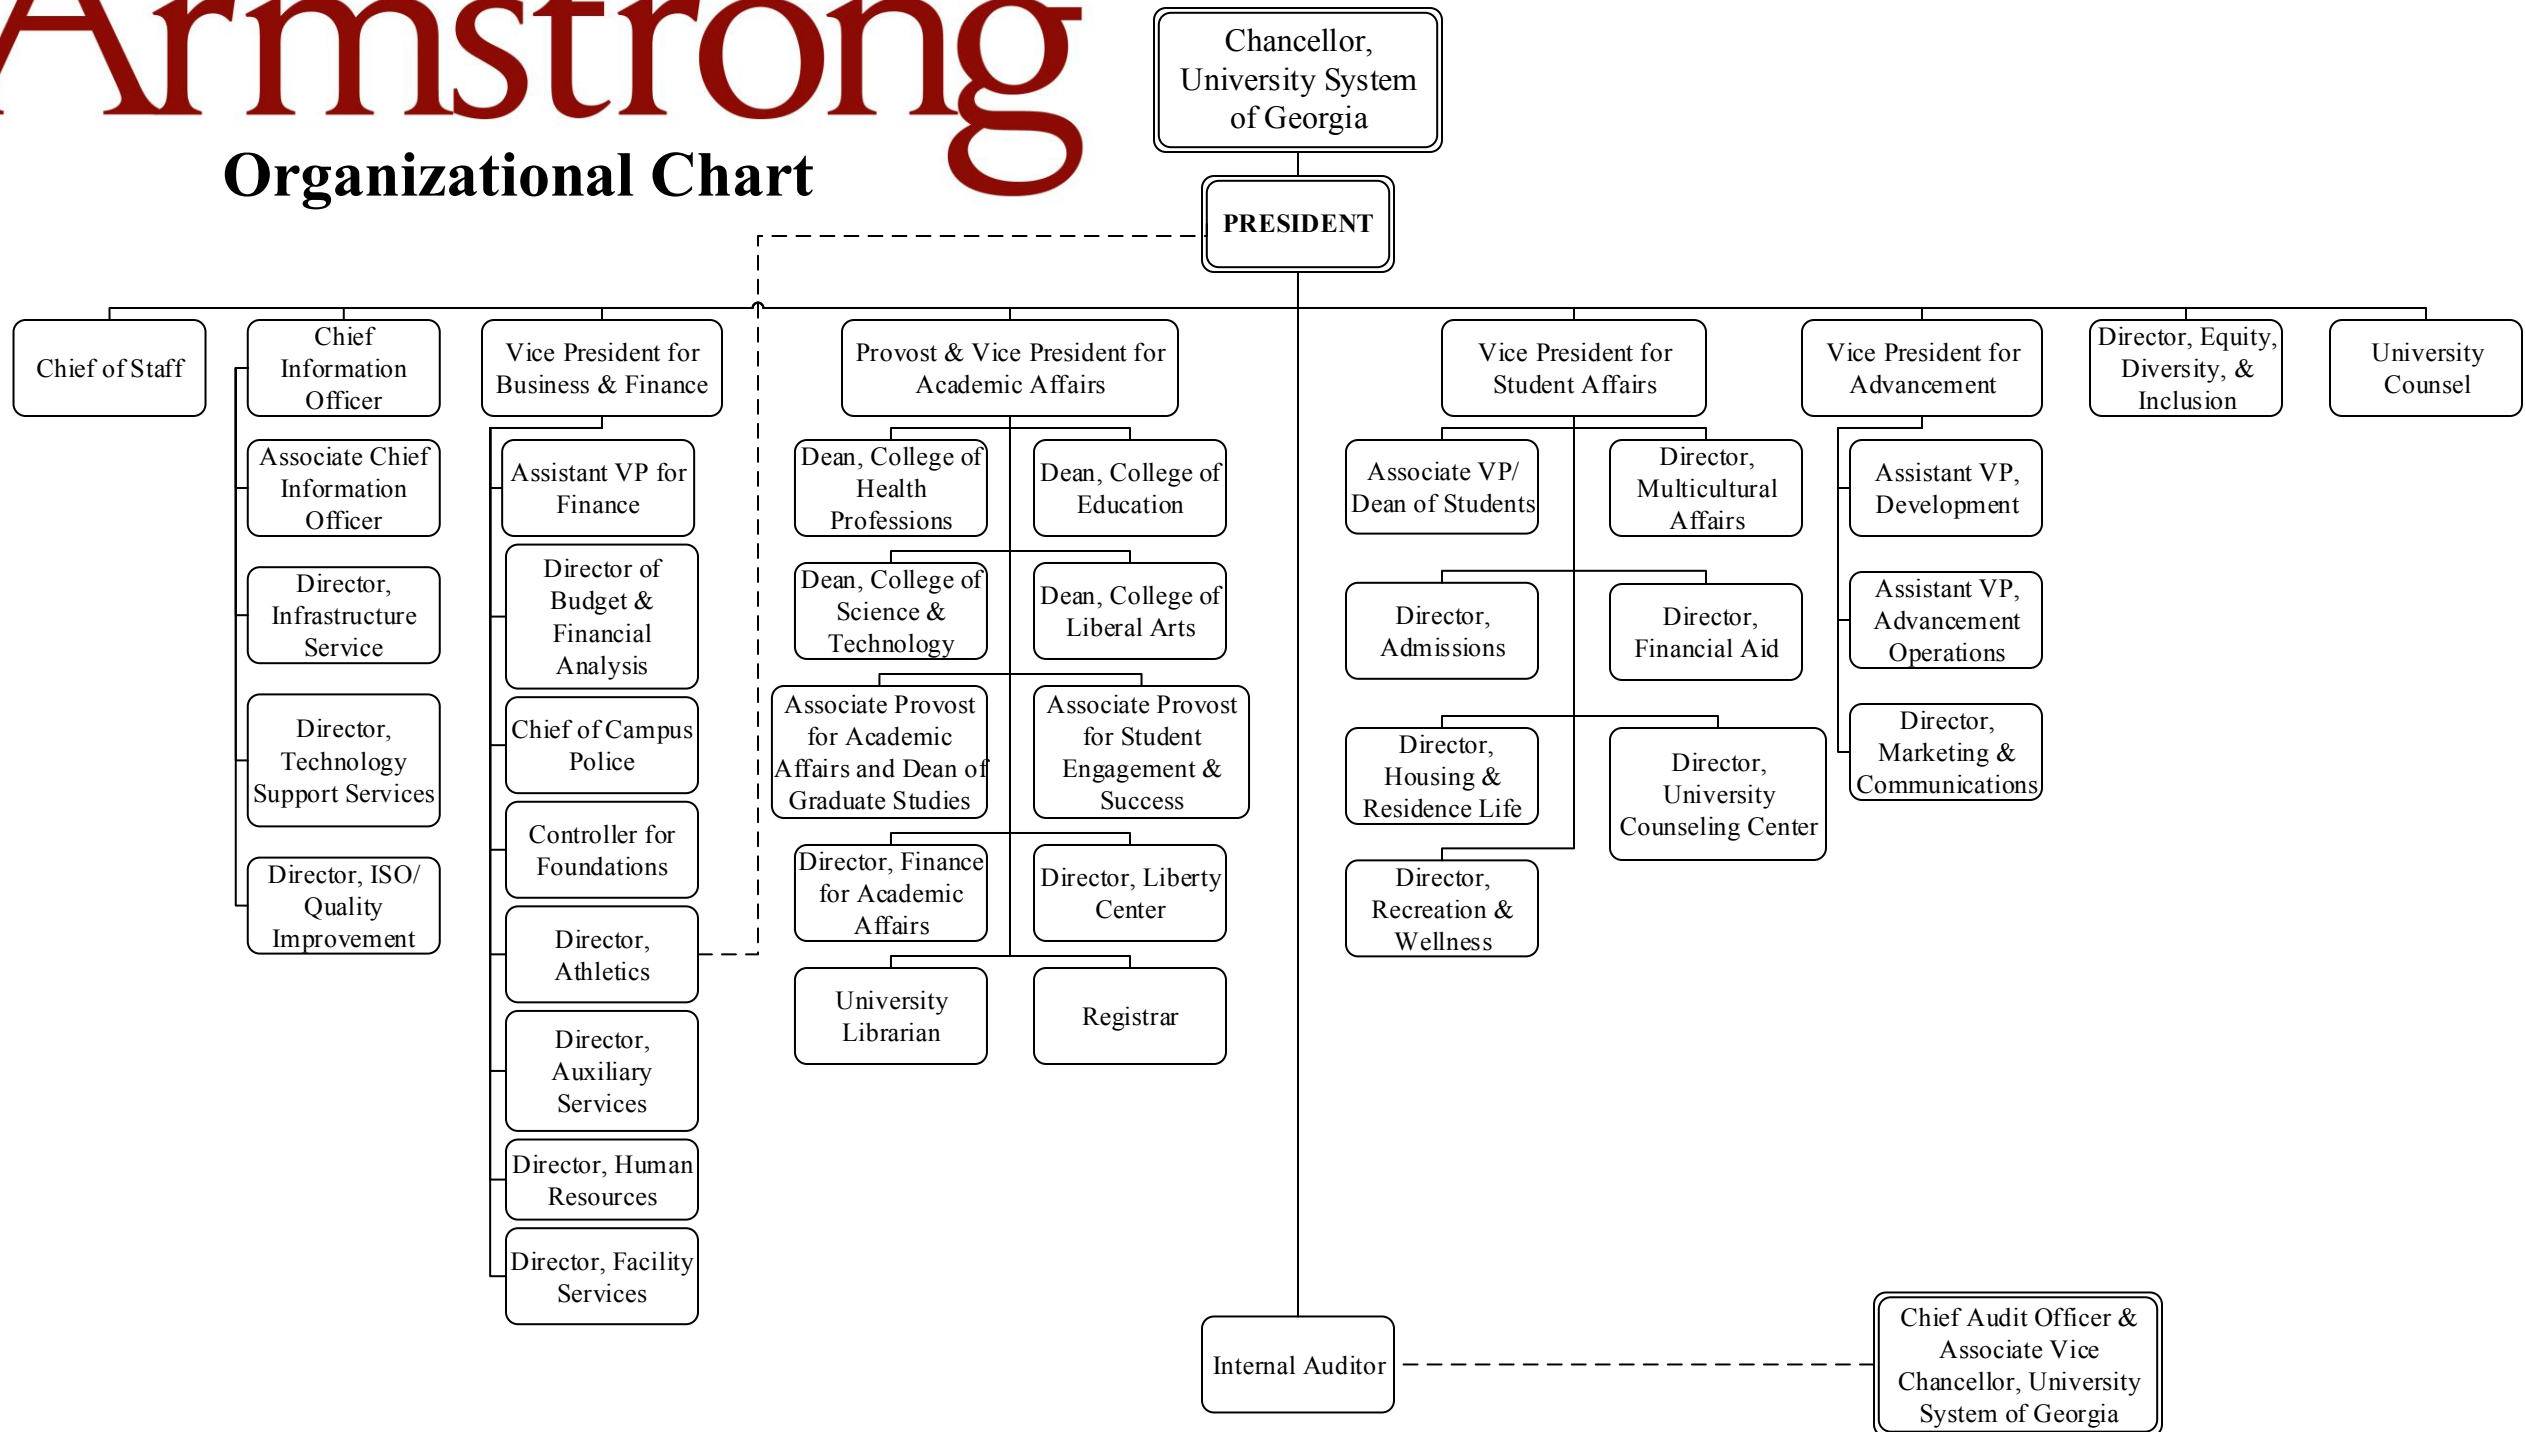 Armstrong
Organizational Chart
Chancellor,
University System
of Georgia
PRESIDENT
Chief of Staff
Chief
Information
Officer
Vice President for
Business & Finance
Provost & Vice President for
Academic Affairs
Vice President for
Student Affairs
Vice President for
Advancement
Director, Equity,
Diversity, &
Inclusion
University
Counsel
Associate Chief
Information
Officer
Director,
Infrastructure
Service
Director,
Technology
Support Services
Director, ISO/
Quality
Improvement
Assistant VP for
Finance
Director of
Budget &
Financial
Analysis
Chief of Campus
Police
Controller for
Foundations
Director,
Athletics
Director,
Auxiliary
Services
Director, Human
Resources
Director, Facility
Services
Dean, College of
Health
Professions
Dean, College of
Education
Dean, College of
Science &
Technology
Dean, College of
Liberal Arts
Associate Provost
for Academic
Affairs and Dean of
Graduate Studies
Associate Provost
for Student
Engagement &
Success
Director, Finance
for Academic
Affairs
Director, Liberty
Center
University
Librarian
Registrar
Associate VP/
Dean of Students
Director,
Multicultural
Affairs
Director,
Admissions
Director,
Financial Aid
Director,
Housing &
Residence Life
Director,
University
Counseling Center
Director,
Recreation &
Wellness
Assistant VP,
Development
Assistant VP,
Advancement
Operations
Director,
Marketing &
Communications
Internal Auditor
Chief Audit Officer &
Associate Vice
Chancellor, University
System of Georgia